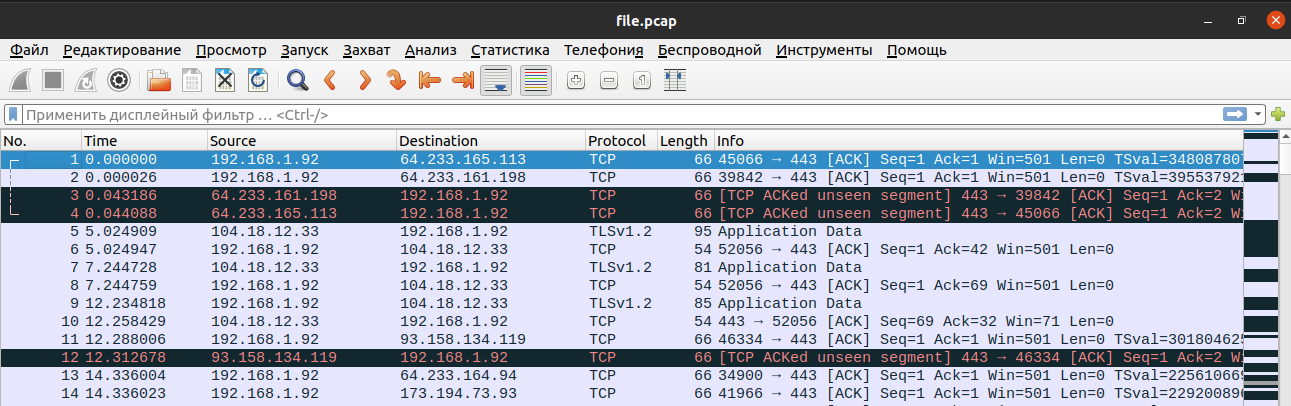 file.pcap
Файл Редактирование Просмотр Запуск Захват Анализ Статистика Телефония Беспроводной Инструменты Помощь
Применить дисплейный фильтр … <Ctrl-/>
No. Time Source Destination Protocol Length Info
1 0.000000 192.168.1.92 64.233.165.113 TCP 66 45066 → 443 [ACK] Seq=1 Ack=1 Win=501 Len=0 TSval=348087807
2 0.000026 192.168.1.92 64.233.161.198 TCP 66 39842 → 443 [ACK] Seq=1 Ack=1 Win=501 Len=0 TSval=395537921
3 0.043186 64.233.161.198 192.168.1.92 TCP 66 [TCP ACKed unseen segment] 443 → 39842 [ACK] Seq=1 Ack=2 Wi
4 0.044088 64.233.165.113 192.168.1.92 TCP 66 [TCP ACKed unseen segment] 443 → 45066 [ACK] Seq=1 Ack=2 Wi
5 5.024909 104.18.12.33 192.168.1.92 TLSv1.2 95 Application Data
6 5.024947 192.168.1.92 104.18.12.33 TCP 54 52056 → 443 [ACK] Seq=1 Ack=42 Win=501 Len=0
7 7.244728 104.18.12.33 192.168.1.92 TLSv1.2 81 Application Data
8 7.244759 192.168.1.92 104.18.12.33 TCP 54 52056 → 443 [ACK] Seq=1 Ack=69 Win=501 Len=0
9 12.234818 192.168.1.92 104.18.12.33 TLSv1.2 85 Application Data
10 12.258429 104.18.12.33 192.168.1.92 TCP 54 443 → 52056 [ACK] Seq=69 Ack=32 Win=71 Len=0
11 12.288006 192.168.1.92 93.158.134.119 TCP 66 46334 → 443 [ACK] Seq=1 Ack=1 Win=501 Len=0 TSval=301804625
12 12.312678 93.158.134.119 192.168.1.92 TCP 66 [TCP ACKed unseen segment] 443 → 46334 [ACK] Seq=1 Ack=2 Wi
13 14.336004 192.168.1.92 64.233.164.94 TCP 66 34900 → 443 [ACK] Seq=1 Ack=1 Win=501 Len=0 TSval=225610669
14 14.336023 192.168.1.92 173.194.73.93 TCP 66 41966 → 443 [ACK] Seq=1 Ack=1 Win=501 Len=0 TSval=229200896